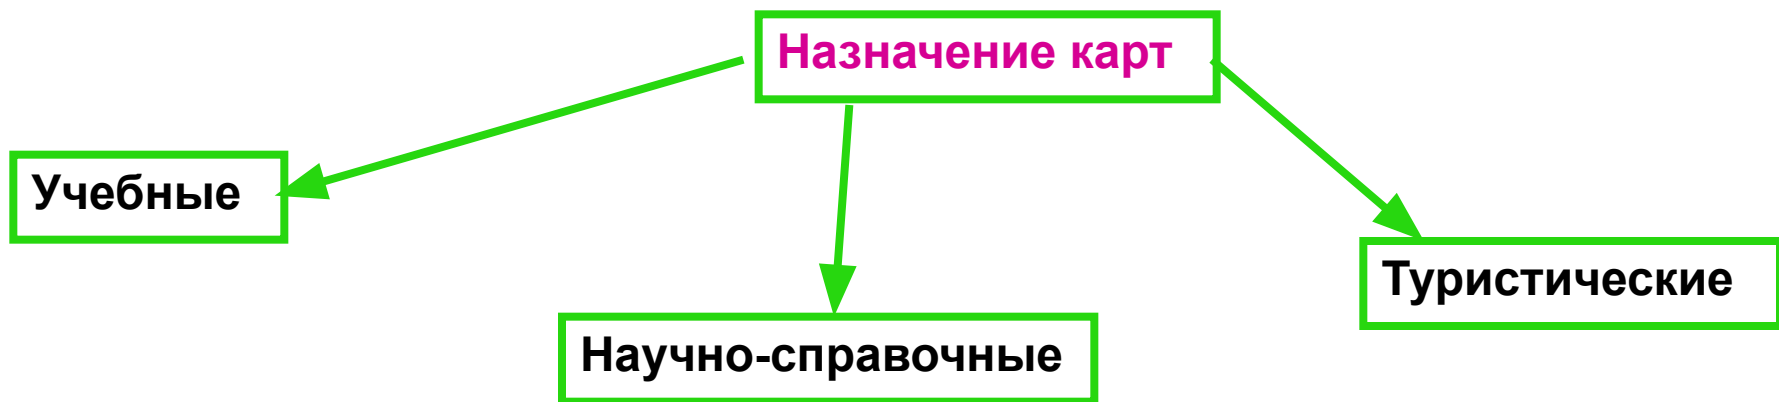 Назначение карт
Учебные
Туристические
Научно-справочные